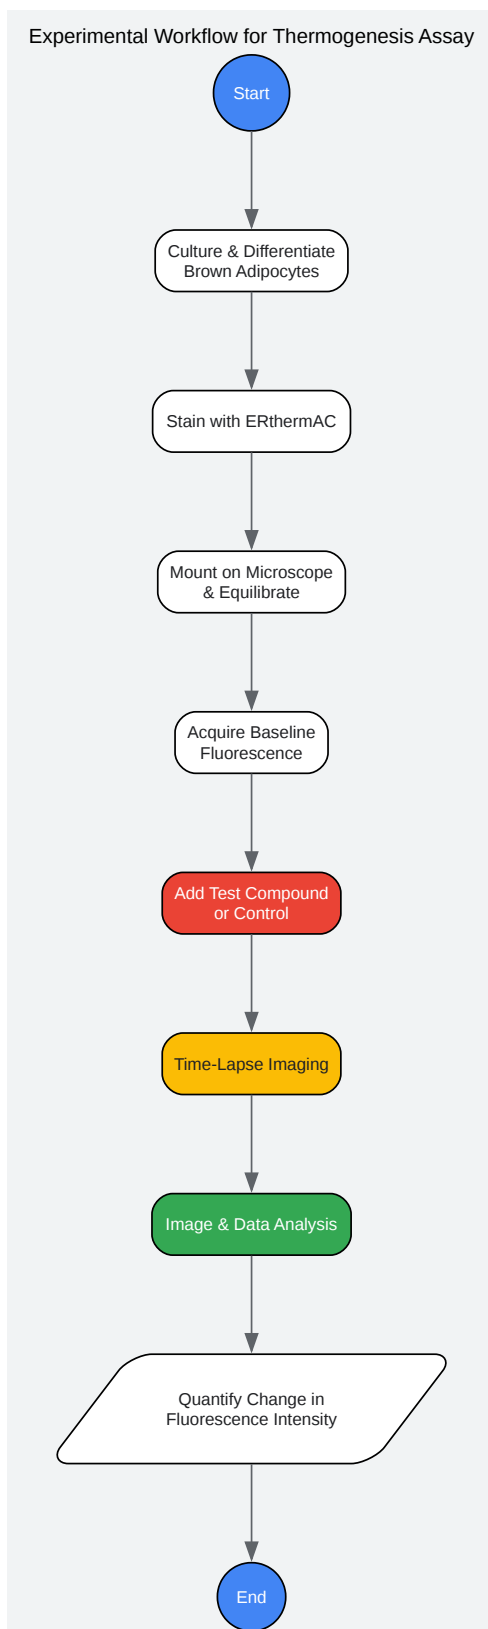 Experimental Workflow for Thermogenesis Assay
Start
Culture & Differentiate
Brown Adipocytes
Stain with ERthermAC
Mount on Microscope
& Equilibrate
Acquire Baseline
Fluorescence
Add Test Compound
or Control
Time-Lapse Imaging
Image & Data Analysis
Quantify Change in
Fluorescence Intensity
End